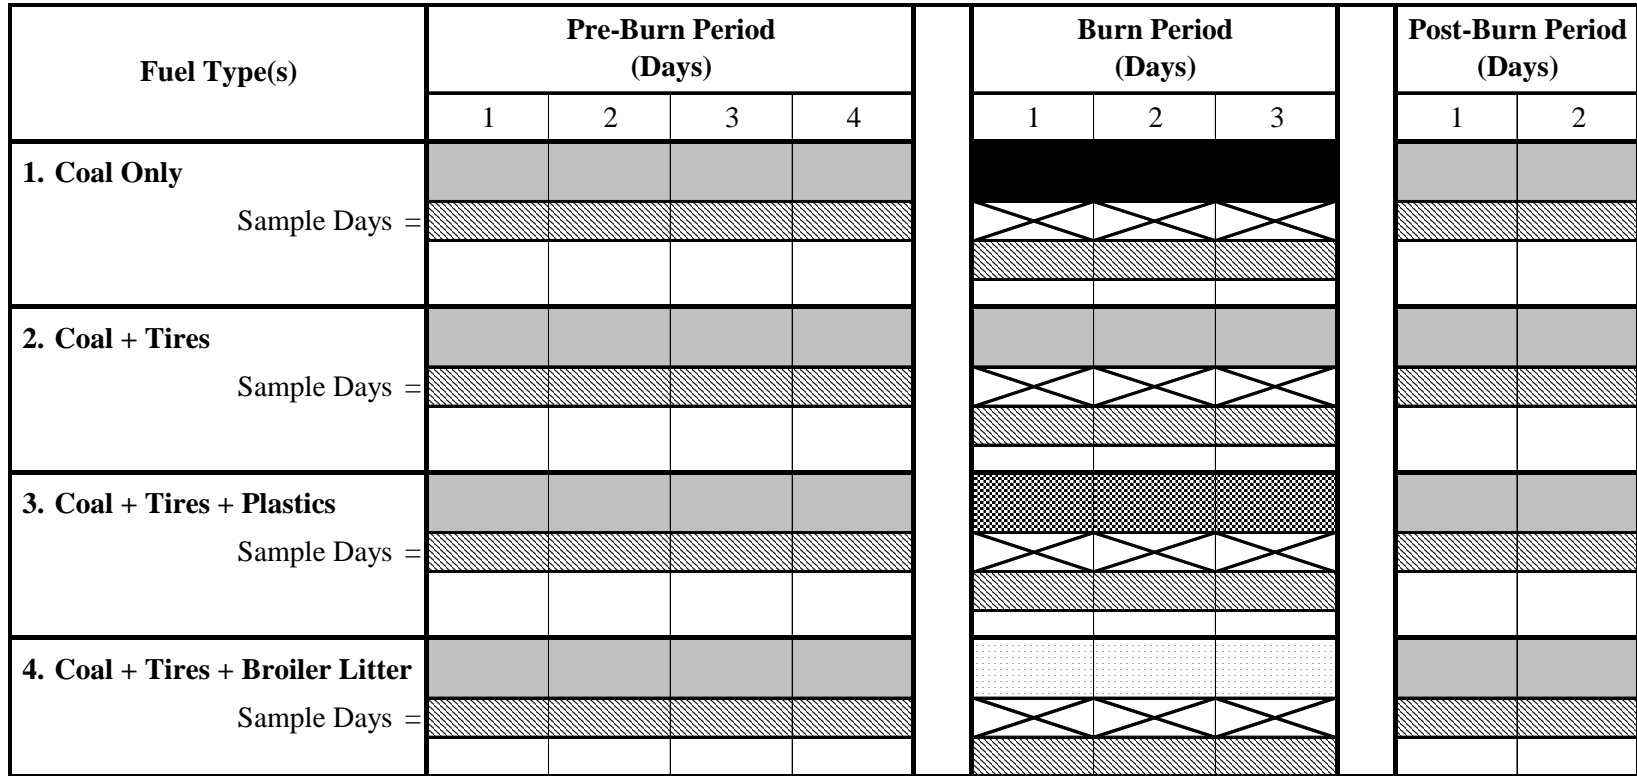 Fuel Type(s)
Pre-Burn Period
(Days)
Burn Period
(Days)
Post-Burn Period
(Days)
1 2 3 4 1 2 3 1 2
1. Coal Only
Sample Days =
2. Coal + Tires
Sample Days =
3. Coal + Tires + Plastics
Sample Days =
4. Coal + Tires + Broiler Litter
Sample Days =